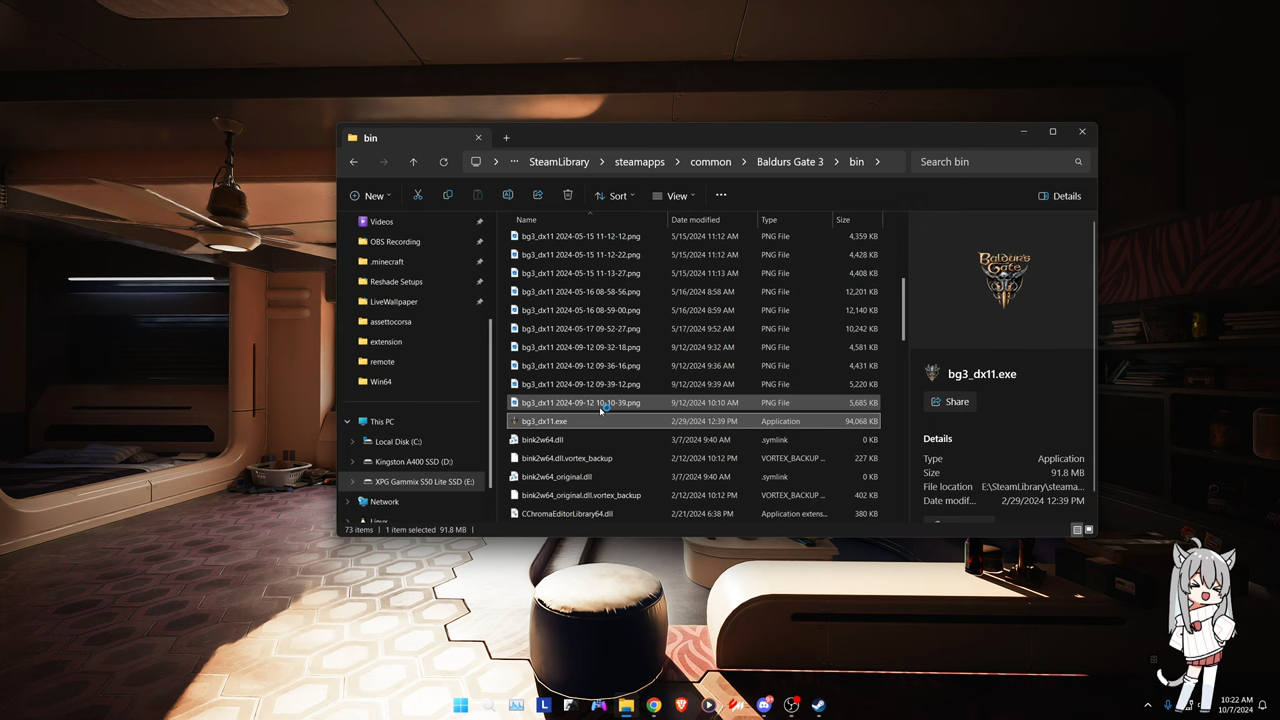 bin
SteamLibrary
steamapps
common
Baldurs Gate 3
bin
Search bin
New
Sort
View
Details
Videos
OBS Recording
.minecraft
Reshade Setups
LiveWallpaper
assettocorsa
extension
remote
Win64
This PC
Local Disk (C:)
Kingston A400 SSD (D:)
XPG Gammix S50 Lite SSD (E:)
Network
Linux
Name Date modified Type Size
bg3_dx11 2024-05-15 11-12-12.png 5/15/2024 11:12 AM PNG File 4,359 KB
bg3_dx11 2024-05-15 11-12-22.png 5/15/2024 11:12 AM PNG File 4,428 KB
bg3_dx11 2024-05-15 11-13-27.png 5/15/2024 11:13 AM PNG File 4,408 KB
bg3_dx11 2024-05-16 08-58-56.png 5/16/2024 8:58 AM PNG File 12,201 KB
bg3_dx11 2024-05-16 08-59-00.png 5/16/2024 8:59 AM PNG File 12,140 KB
bg3_dx11 2024-05-17 09-52-27.png 5/17/2024 9:52 AM PNG File 10,242 KB
bg3_dx11 2024-09-12 09-32-18.png 9/12/2024 9:32 AM PNG File 4,581 KB
bg3_dx11 2024-09-12 09-36-16.png 9/12/2024 9:36 AM PNG File 4,431 KB
bg3_dx11 2024-09-12 09-39-12.png 9/12/2024 9:39 AM PNG File 5,220 KB
bg3_dx11 2024-09-12 10-10-39.png 9/12/2024 10:10 AM PNG File 5,685 KB
bg3_dx11.exe 2/29/2024 12:39 PM Application 94,068 KB
bink2w64.dll 3/7/2024 9:40 AM .symlink 0 KB
bink2w64.dll.vortex_backup 2/12/2024 10:12 PM VORTEX_BACKUP ... 227 KB
bink2w64_original.dll 3/7/2024 9:40 AM .symlink 0 KB
bink2w64_original.dll.vortex_backup 2/12/2024 10:12 PM VORTEX_BACKUP ... 402 KB
CChromaEditorLibrary64.dll 2/21/2024 6:38 PM Application extens... 380 KB
Baldur's
Gate
bg3_dx11.exe
Share
Details
Type Application
Size 91.8 MB
File location E:\SteamLibrary\steama...
Date modif... 2/29/2024 12:39 PM
73 items 1 item selected 91.8 MB
10:22 AM
10/7/2024